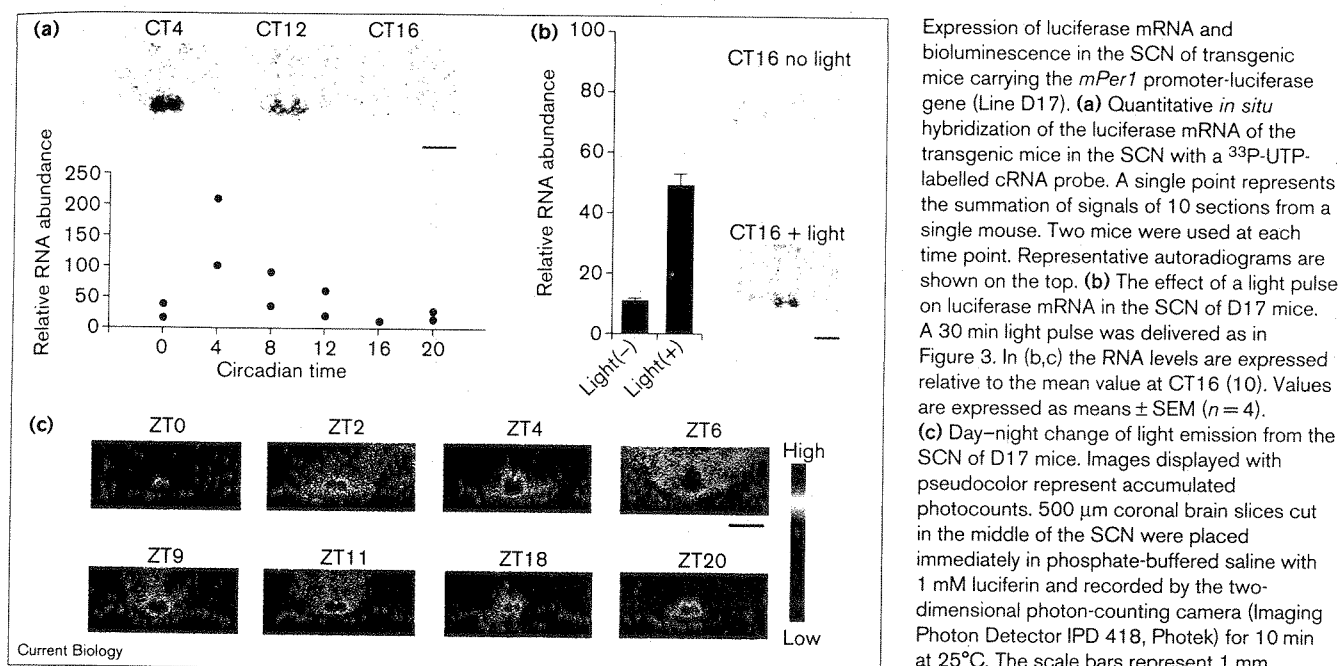 (a) CT4 CT12 CT16
Relative RNA abundance
250
200
150
100
50
0
0 4 8 12 16 20
Circadian time
(b)
Relative RNA abundance
100
80
60
40
20
0
Light(–) Light(+)
CT16 no light
CT16 + light
(c)
ZT0 ZT2 ZT4 ZT6
ZT9 ZT11 ZT18 ZT20
High
Low
Current Biology
Expression of luciferase mRNA and
bioluminescence in the SCN of transgenic
mice carrying the mPer1 promoter-luciferase
gene (Line D17). (a) Quantitative in situ
hybridization of the luciferase mRNA of the
transgenic mice in the SCN with a ³³P-UTP-
labelled cRNA probe. A single point represents
the summation of signals of 10 sections from a
single mouse. Two mice were used at each
time point. Representative autoradiograms are
shown on the top. (b) The effect of a light pulse
on luciferase mRNA in the SCN of D17 mice.
A 30 min light pulse was delivered as in
Figure 3. In (b,c) the RNA levels are expressed
relative to the mean value at CT16 (10). Values
are expressed as means ± SEM (n = 4).
(c) Day–night change of light emission from the
SCN of D17 mice. Images displayed with
pseudocolor represent accumulated
photocounts. 500 µm coronal brain slices cut
in the middle of the SCN were placed
immediately in phosphate-buffered saline with
1 mM luciferin and recorded by the two-
dimensional photon-counting camera (Imaging
Photon Detector IPD 418, Photek) for 10 min
at 25°C. The scale bars represent 1 mm.